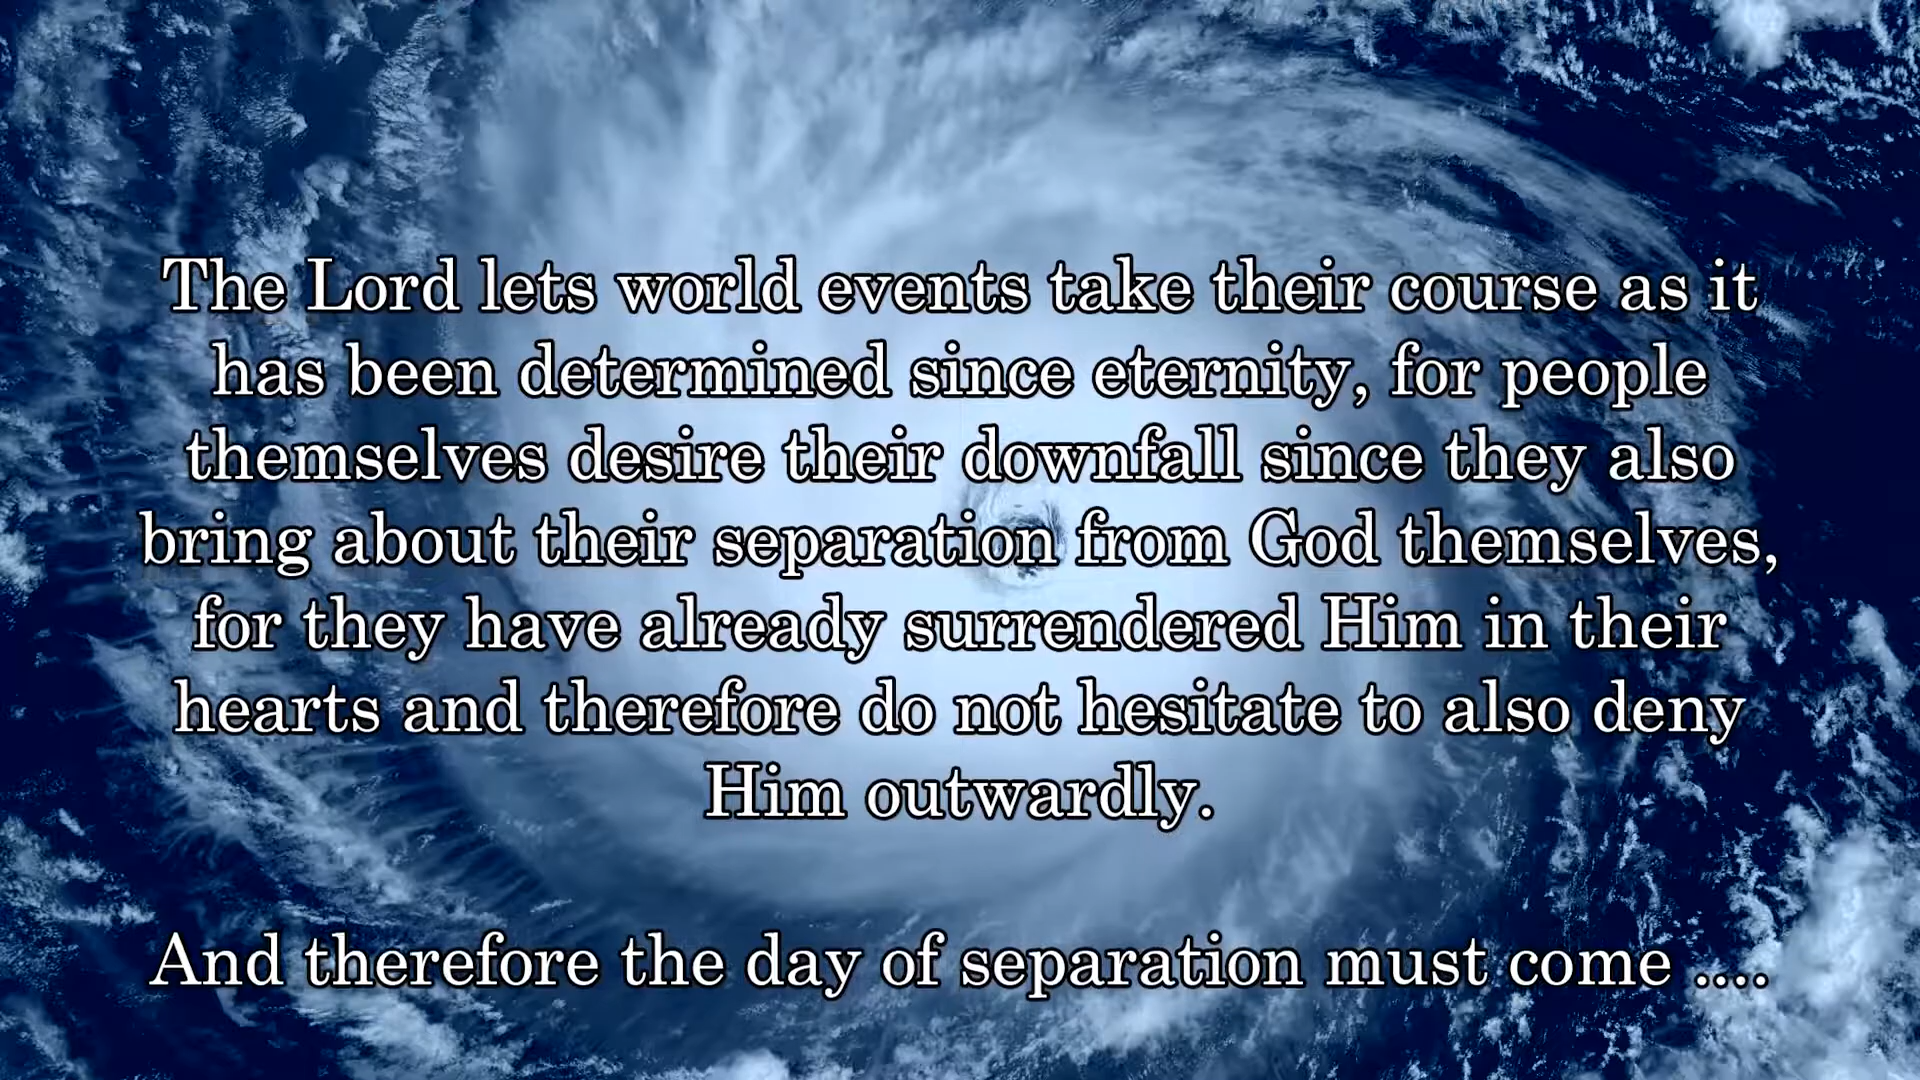 The Lord lets world events take their course as it
has been determined since eternity, for people
themselves desire their downfall since they also
bring about their separation from God themselves,
for they have already surrendered Him in their
hearts and therefore do not hesitate to also deny
Him outwardly.
And therefore the day of separation must come ....